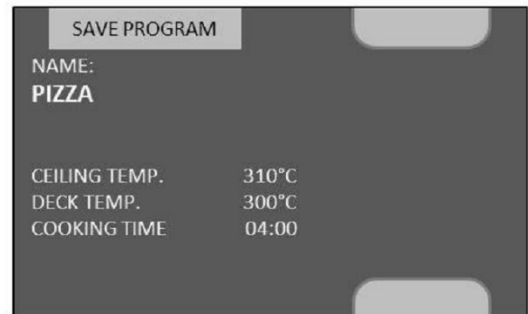 SAVE PROGRAM
NAME:
PIZZA
CEILING TEMP. 310°C
DECK TEMP. 300°C
COOKING TIME 04:00